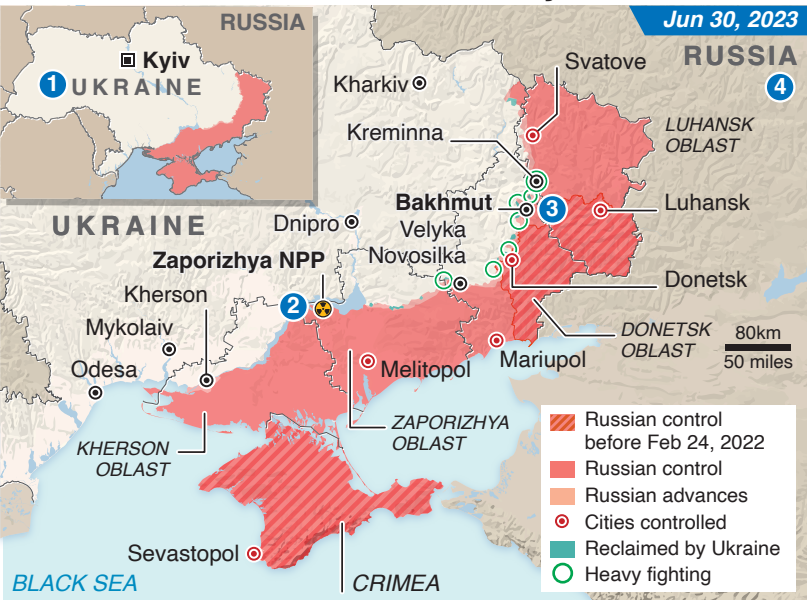 Jun 30, 2023
RUSSIA
Kyiv
1
UKRAINE
RUSSIA
4
Svatove
Kharkiv
Kreminna
LUHANSK
OBLAST
Bakhmut
3
Luhansk
UKRAINE
Dnipro
Velyka
Novosilka
Zaporizhya NPP
Donetsk
Kherson
2
Mykolaiv
DONETSK
OBLAST
80km
50 miles
Odesa
Melitopol
Mariupol
KHERSON
OBLAST
ZAPORIZHYA
OBLAST
Russian control
before Feb 24, 2022
Russian control
Russian advances
Cities controlled
Reclaimed by Ukraine
Heavy fighting
Sevastopol
BLACK SEA
CRIMEA